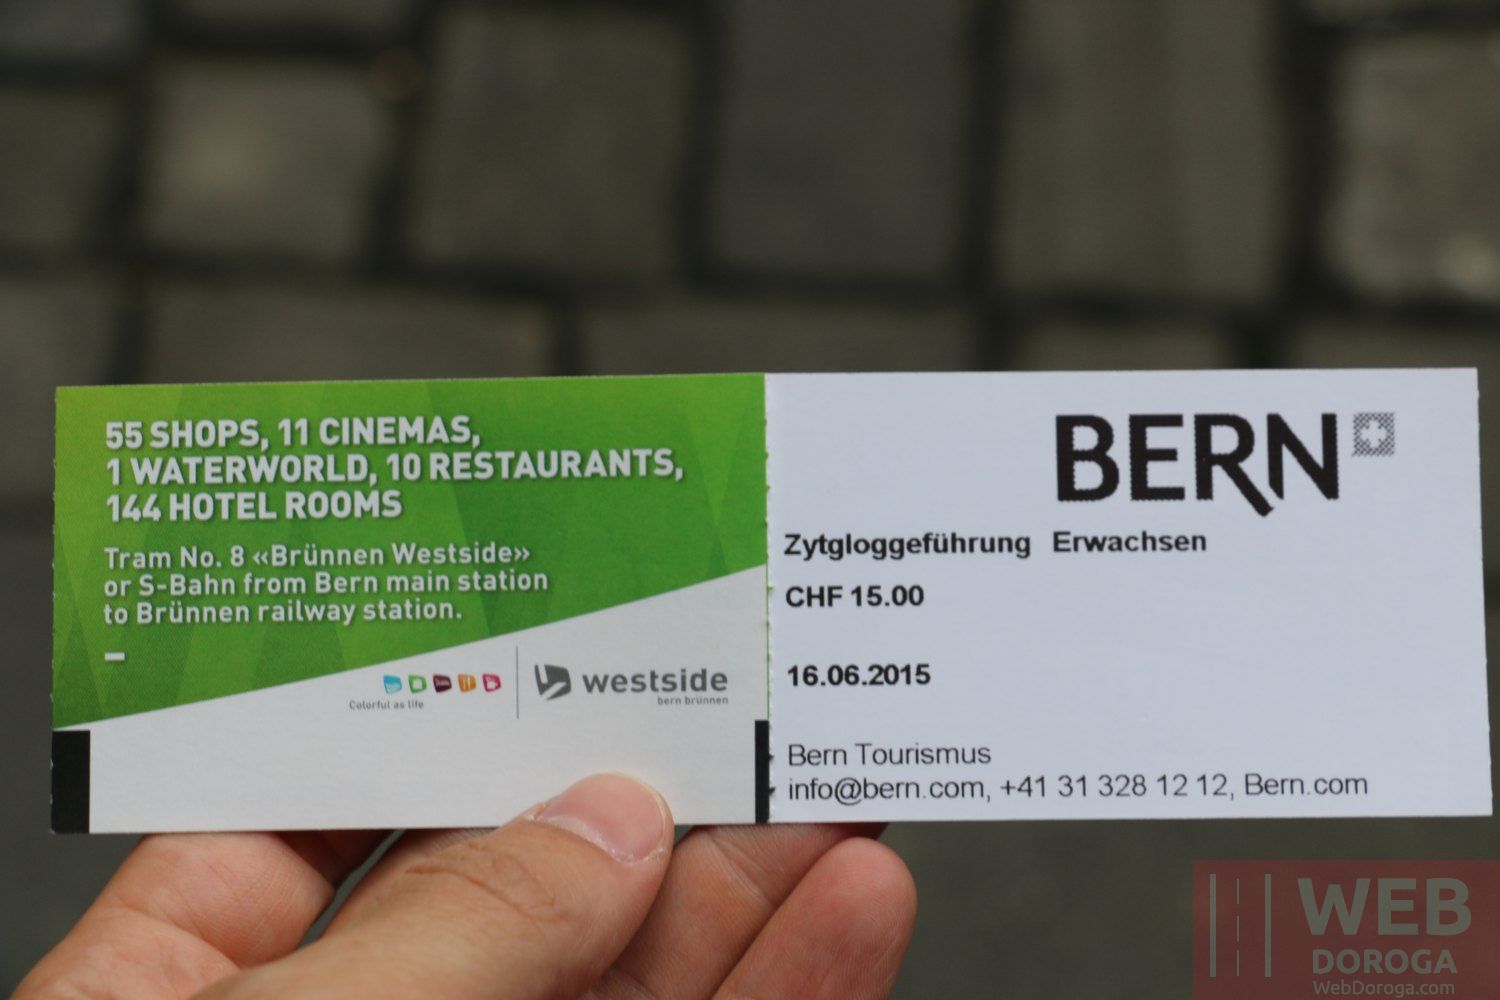 55 SHOPS, 11 CINEMAS,
1 WATERWORLD, 10 RESTAURANTS,
144 HOTEL ROOMS
Tram No. 8 «Brünnen Westside»
or S-Bahn from Bern main station
to Brünnen railway station.
Colorful as life
westside
bern brünnen
BERN
Zytgloggeführung Erwachsen
CHF 15.00
16.06.2015
Bern Tourismus
info@bern.com, +41 31 328 12 12, Bern.com
WEB
DOROGA
WebDoroga.com